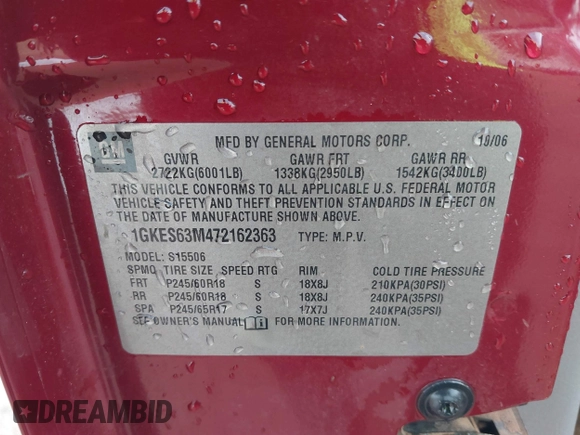 GM
MFD BY GENERAL MOTORS CORP. 10/06
GVWR GAWR FRT GAWR RR
2722KG(6001LB) 1338KG(2950LB) 1542KG(3400LB)
THIS VEHICLE CONFORMS TO ALL APPLICABLE U.S. FEDERAL MOTOR
VEHICLE SAFETY AND THEFT PREVENTION STANDARDS IN EFFECT ON
THE DATE OF MANUFACTURE SHOWN ABOVE.
1GKES63M472162363 TYPE: M.P.V.
MODEL: S15506
SPMO TIRE SIZE SPEED RTG RIM COLD TIRE PRESSURE
FRT P245/60R18 S 18X8J 210KPA(30PSI)
RR P245/60R18 S 18X8J 240KPA(35PSI)
SPA P245/65R17 S 17X7J 240KPA(35PSI)
SEE OWNER'S MANUAL FOR MORE INFORMATION.
DREAMBID